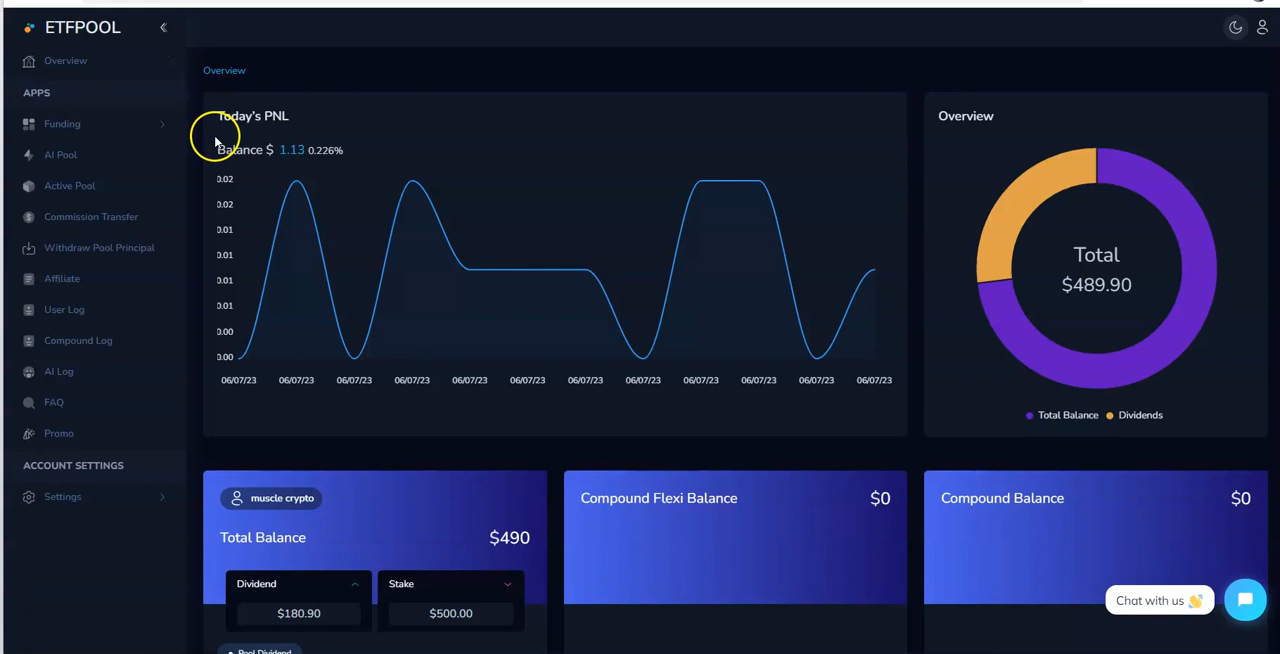 ETFPOOL
Overview
APPS
Funding
AI Pool
Active Pool
Commission Transfer
Withdraw Pool Principal
Affiliate
User Log
Compound Log
AI Log
FAQ
Promo
ACCOUNT SETTINGS
Settings
Overview
Today's PNL
Balance $ 1.13 0.226%
0.02
0.02
0.01
0.01
0.01
0.01
0.00
0.00
06/07/23 06/07/23 06/07/23 06/07/23 06/07/23 06/07/23 06/07/23 06/07/23 06/07/23 06/07/23 06/07/23 06/07/23
Overview
Total
$489.90
Total Balance Dividends
muscle crypto
Total Balance $490
Dividend
$180.90
Stake
$500.00
Pool Dividend
Compound Flexi Balance $0
Compound Balance $0
Chat with us 👋